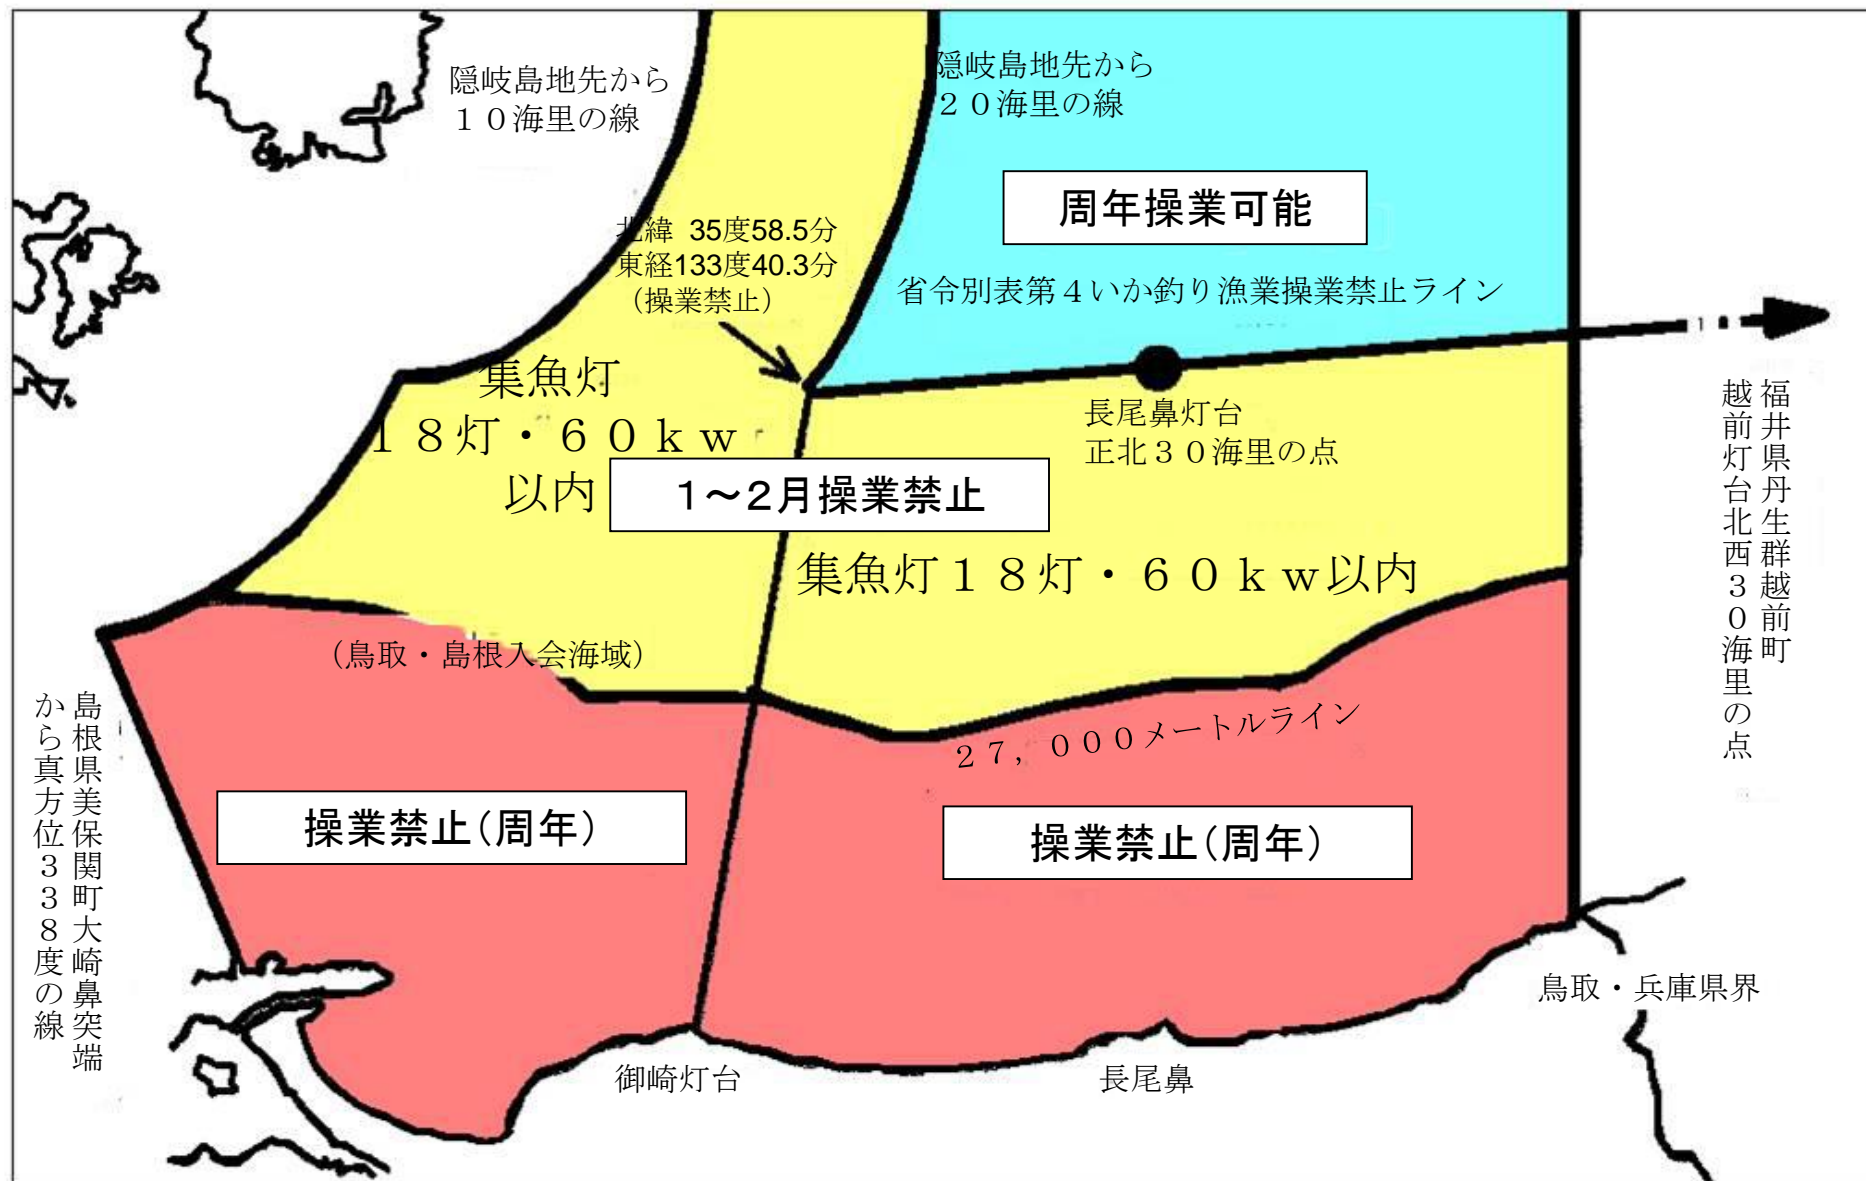 隠岐島地先から
１０海里の線
隠岐島地先から
２０海里の線
周年操業可能
北緯 35度58.5分
東経133度40.3分
（操業禁止）
省令別表第４いか釣り漁業操業禁止ライン
集魚灯
１８灯・６０ｋｗ
以内
長尾鼻灯台
正北３０海里の点
１～２月操業禁止
集魚灯１８灯・６０ｋｗ以内
福井県丹生群越前町
越前灯台北西３０海里の点
（鳥取・島根入会海域）
２７，０００メートルライン
島根県美保関町大崎鼻突端
から真方位３３８度の線
操業禁止（周年）
操業禁止（周年）
鳥取・兵庫県界
御崎灯台
長尾鼻